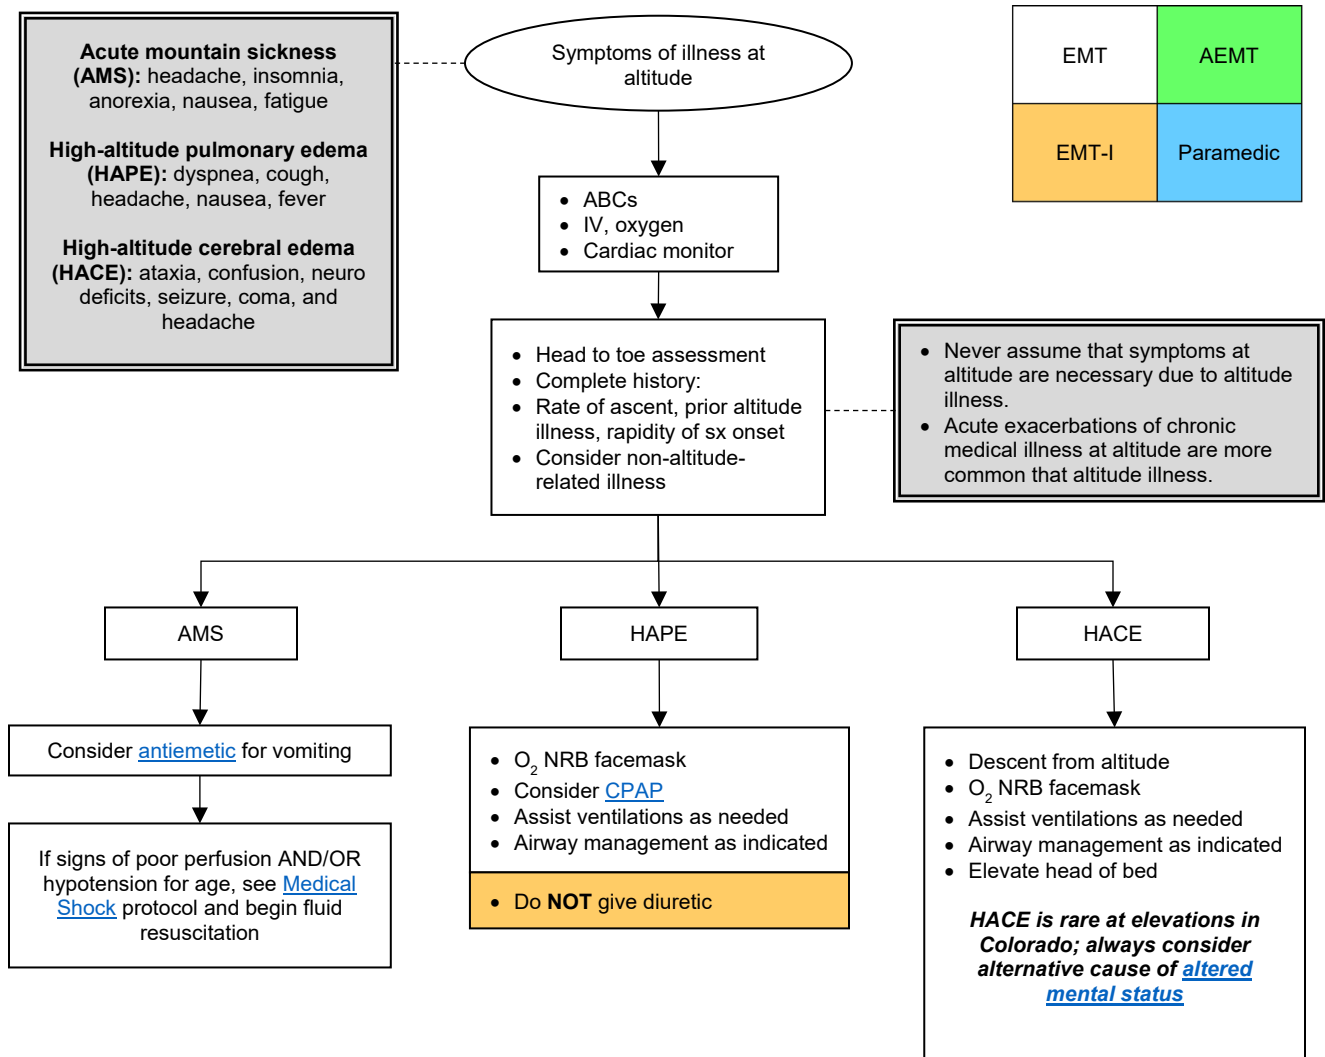 Acute mountain sickness
(AMS): headache, insomnia,
anorexia, nausea, fatigue
High-altitude pulmonary edema
(HAPE): dyspnea, cough,
headache, nausea, fever
High-altitude cerebral edema
(HACE): ataxia, confusion, neuro
deficits, seizure, coma, and
headache
Symptoms of illness at
altitude
EMT
AEMT
EMT-I
Paramedic
• ABCs
• IV, oxygen
• Cardiac monitor
• Head to toe assessment
• Complete history:
• Rate of ascent, prior altitude
illness, rapidity of sx onset
• Consider non-altitude-
related illness
• Never assume that symptoms at
altitude are necessary due to altitude
illness.
• Acute exacerbations of chronic
medical illness at altitude are more
common that altitude illness.
AMS
Consider antiemetic for vomiting
If signs of poor perfusion AND/OR
hypotension for age, see Medical
Shock protocol and begin fluid
resuscitation
HAPE
• O2 NRB facemask
• Consider CPAP
• Assist ventilations as needed
• Airway management as indicated
• Do NOT give diuretic
HACE
• Descent from altitude
• O2 NRB facemask
• Assist ventilations as needed
• Airway management as indicated
• Elevate head of bed
HACE is rare at elevations in
Colorado; always consider
alternative cause of altered
mental status